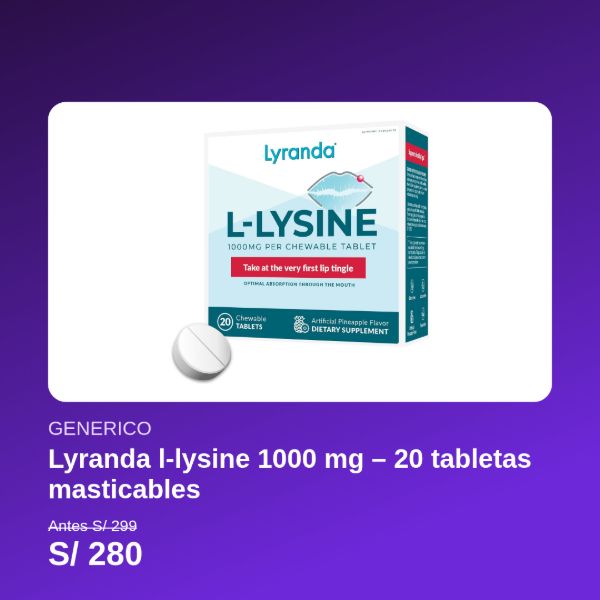 Lyranda
L-LYSINE
1000MG PER CHEWABLE TABLET
Take at the very first lip tingle
OPTIMAL ABSORPTION THROUGH THE MOUTH
20 Chewable
TABLETS
Artificial Pineapple Flavor
DIETARY SUPPLEMENT
GENERICO
Lyranda l-lysine 1000 mg – 20 tabletas
masticables
Antes S/ 299
S/ 280